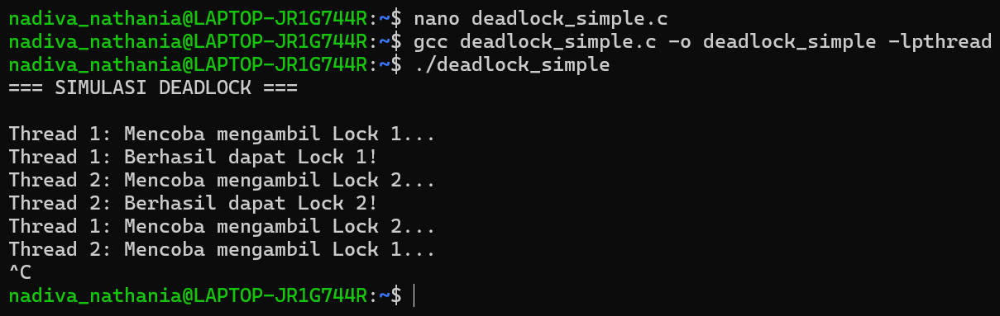 nadiva_nathania@LAPTOP-JR1G744R:~$ nano deadlock_simple.c
nadiva_nathania@LAPTOP-JR1G744R:~$ gcc deadlock_simple.c -o deadlock_simple -lpthread
nadiva_nathania@LAPTOP-JR1G744R:~$ ./deadlock_simple
=== SIMULASI DEADLOCK ===
Thread 1: Mencoba mengambil Lock 1...
Thread 1: Berhasil dapat Lock 1!
Thread 2: Mencoba mengambil Lock 2...
Thread 2: Berhasil dapat Lock 2!
Thread 1: Mencoba mengambil Lock 2...
Thread 2: Mencoba mengambil Lock 1...
^C
nadiva_nathania@LAPTOP-JR1G744R:~$